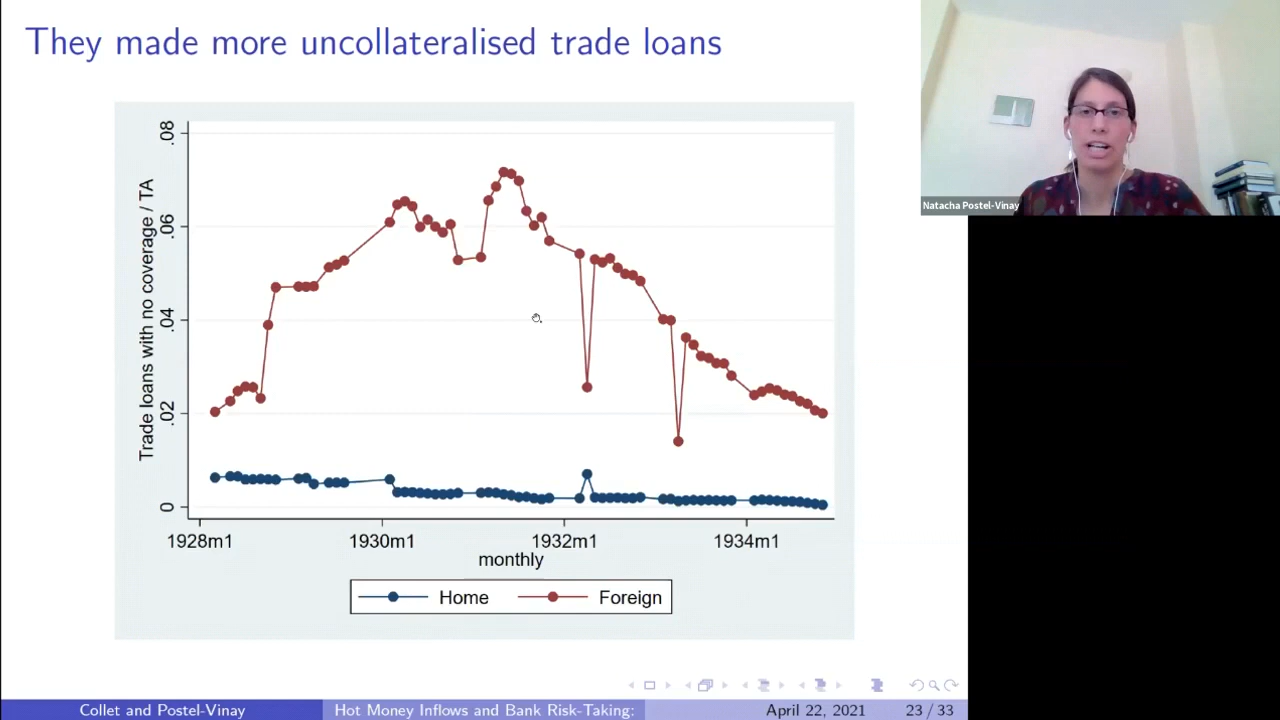 They made more uncollateralised trade loans
Natacha Postel-Vinay
Trade loans with no coverage / TA
.08
.06
.04
.02
0
1928m1 1930m1 1932m1 1934m1
monthly
Home Foreign
Collet and Postel-Vinay Hot Money Inflows and Bank Risk-Taking: April 22, 2021 23 / 33